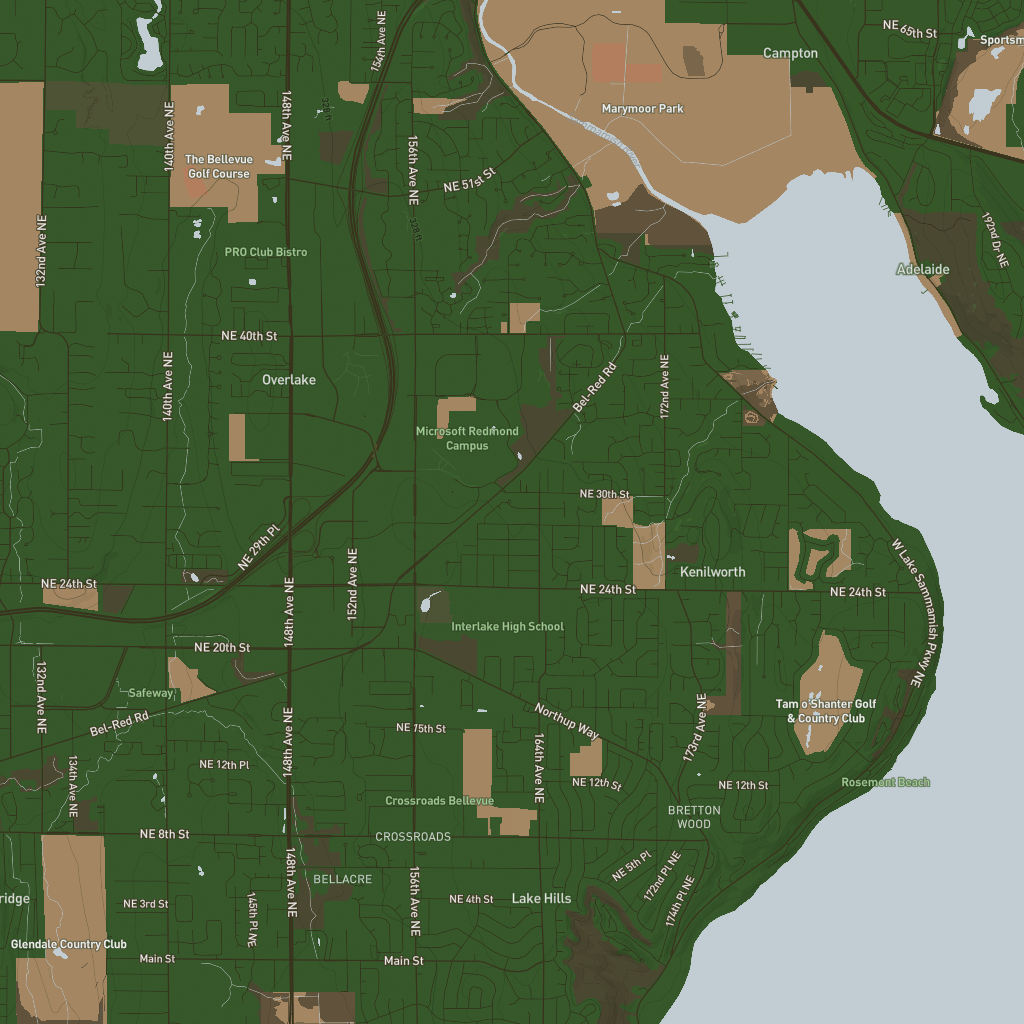 154th Ave NE
NE 65th St
Sportsm
Campton
Marymoor Park
140th Ave NE
148th Ave NE
328 ft
The Bellevue
Golf Course
156th Ave NE
NE 51st St
132nd Ave NE
328 ft
192nd Dr NE
PRO Club Bistro
Adelaide
NE 40th St
140th Ave NE
Overlake
Bel-Red Rd
172nd Ave NE
Microsoft Redmond
Campus
NE 30th St
NE 29th Pl
W Lake Sammamish Pkwy NE
NE 24th St
148th Ave NE
152nd Ave NE
Kenilworth
NE 24th St
NE 24th St
Interlake High School
NE 20th St
132nd Ave NE
Safeway
Bel-Red Rd
148th Ave NE
NE 15th St
Northup Way
173rd Ave NE
Tam o'Shanter Golf
& Country Club
134th Ave NE
NE 12th Pl
164th Ave NE
NE 12th St
NE 12th St
Rosemont Beach
Crossroads Bellevue
BRETTON
WOOD
NE 8th St
CROSSROADS
148th Ave NE
BELLACRE
156th Ave NE
NE 5th Pl
172nd Pl NE
174th Pl NE
ridge
NE 3rd St
145th Pl NE
NE 4th St
Lake Hills
Glendale Country Club
Main St
Main St